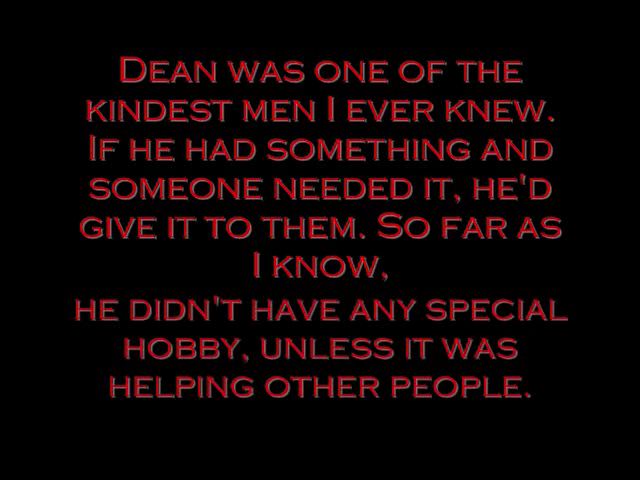 Dean was one of the
kindest men I ever knew.
If he had something and
someone needed it, he'd
give it to them. So far as
I know,
he didn't have any special
hobby, unless it was
helping other people.